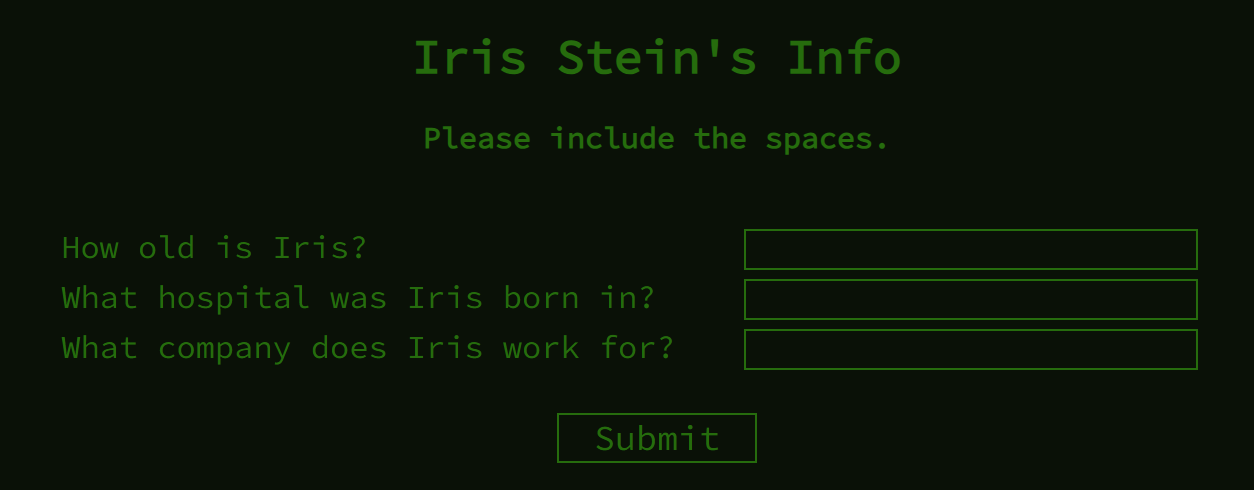 Iris Stein's Info
Please include the spaces.
How old is Iris?
What hospital was Iris born in?
What company does Iris work for?
Submit